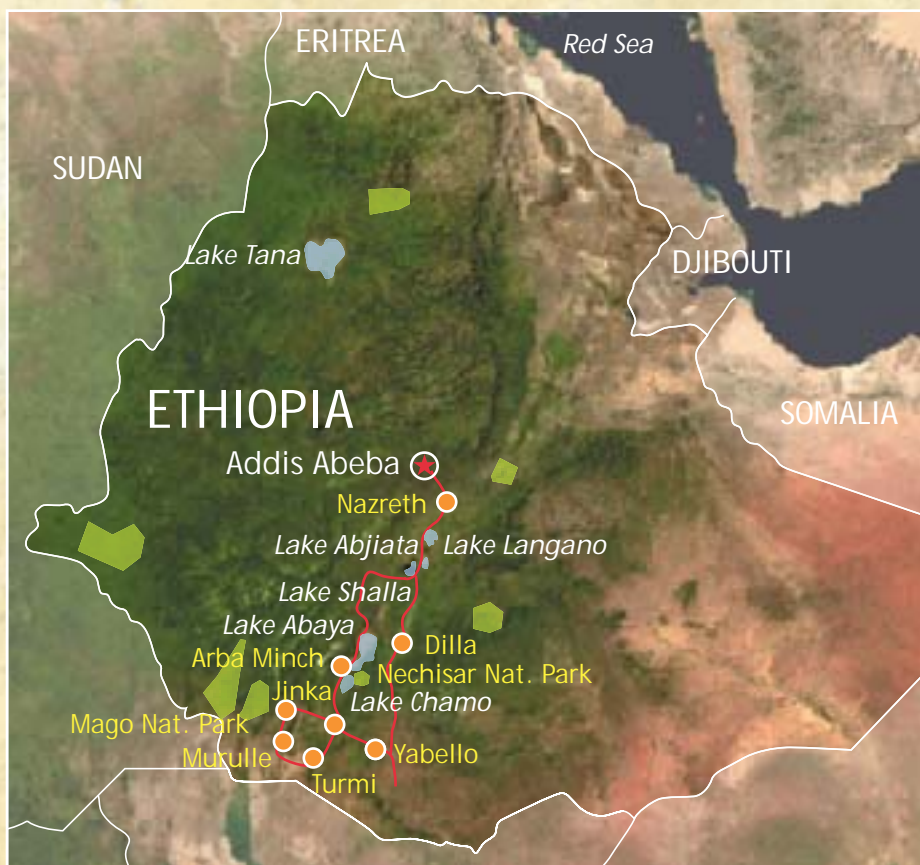 ERITREA
Red Sea
SUDAN
Lake Tana
DJIBOUTI
ETHIOPIA
SOMALIA
Addis Abeba
Nazreth
Lake Abjiata
Lake Langano
Lake Shalla
Lake Abaya
Dilla
Arba Minch
Nechisar Nat. Park
Jinka
Lake Chamo
Mago Nat. Park
Murulle
Yabello
Turmi